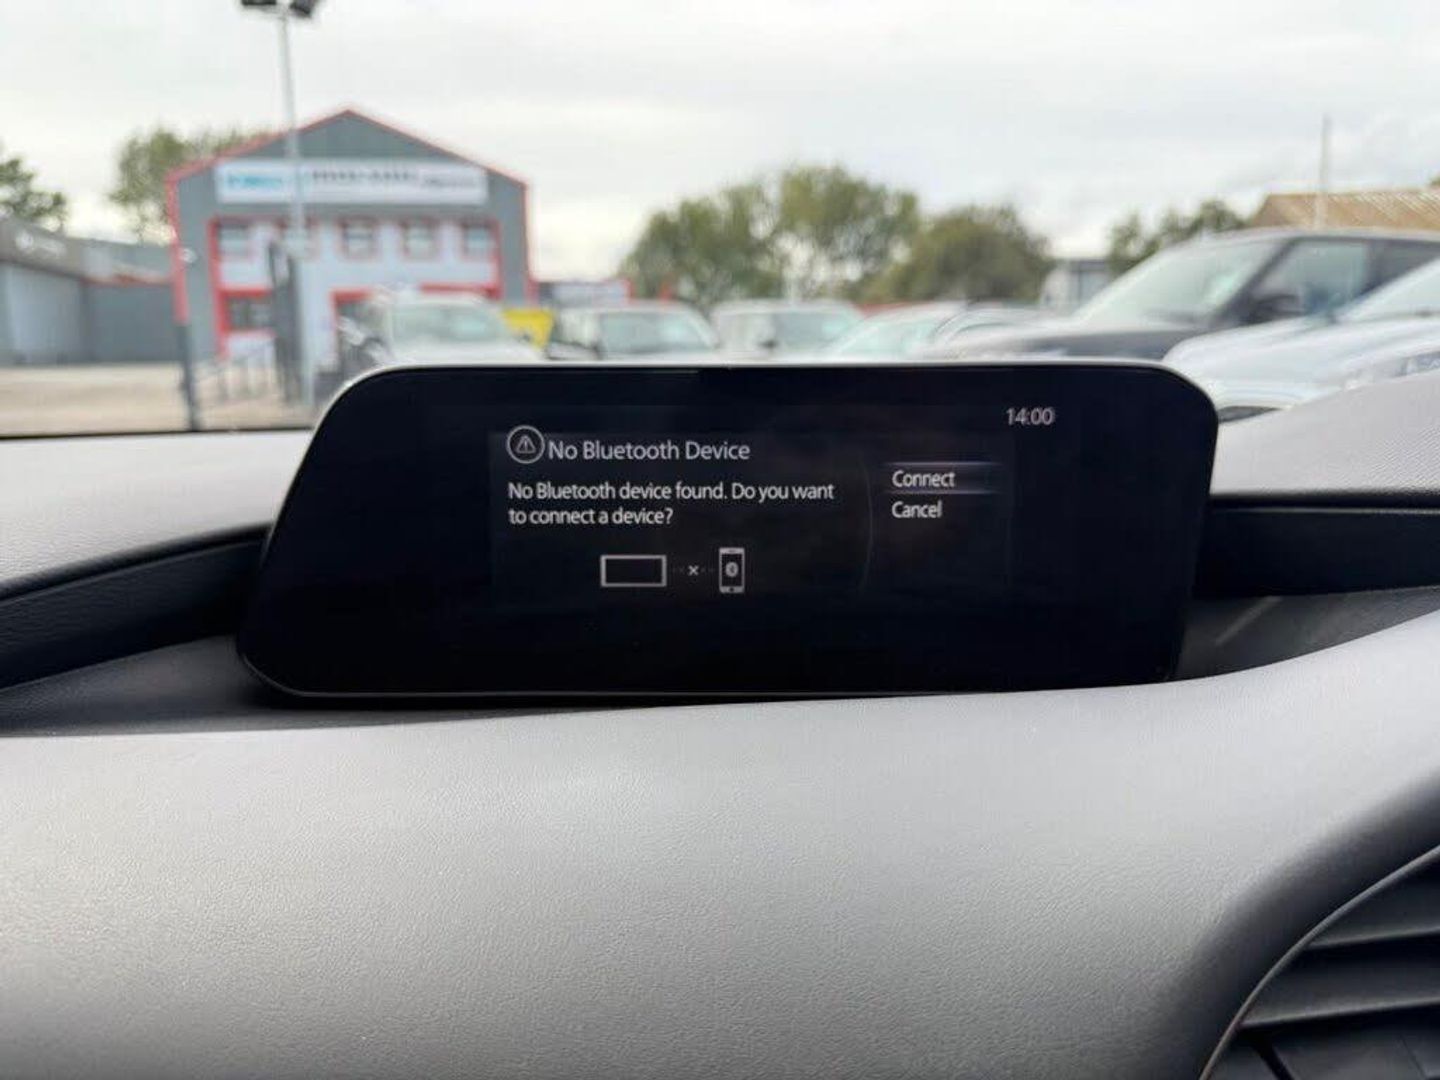 14:00
No Bluetooth Device
No Bluetooth device found. Do you want
to connect a device?
Connect
Cancel